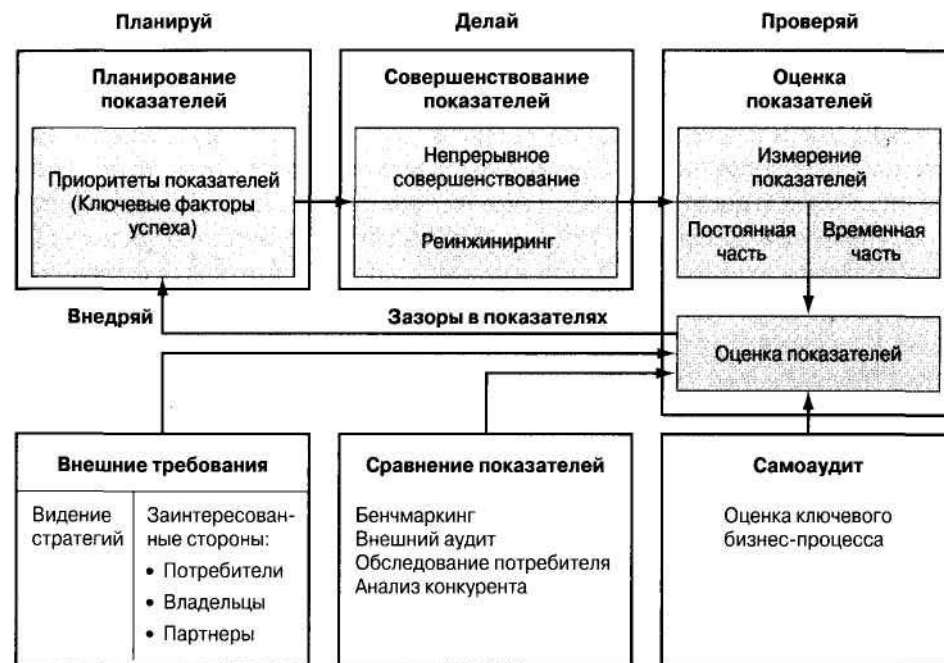 Планируй
Делай
Проверяй
Планирование
показателей
Приоритеты показателей
(Ключевые факторы
успеха)
Совершенствование
показателей
Непрерывное
совершенствование
Реинжиниринг
Оценка
показателей
Измерение
показателей
Постоянная
часть
Временная
часть
Внедряй
Зазоры в показателях
Оценка показателей
Внешние требования
Видение
стратегий
Заинтересован-
ные стороны:
• Потребители
• Владельцы
• Партнеры
Сравнение показателей
Бенчмаркинг
Внешний аудит
Обследование потребителя
Анализ конкурента
Самоаудит
Оценка ключевого
бизнес-процесса